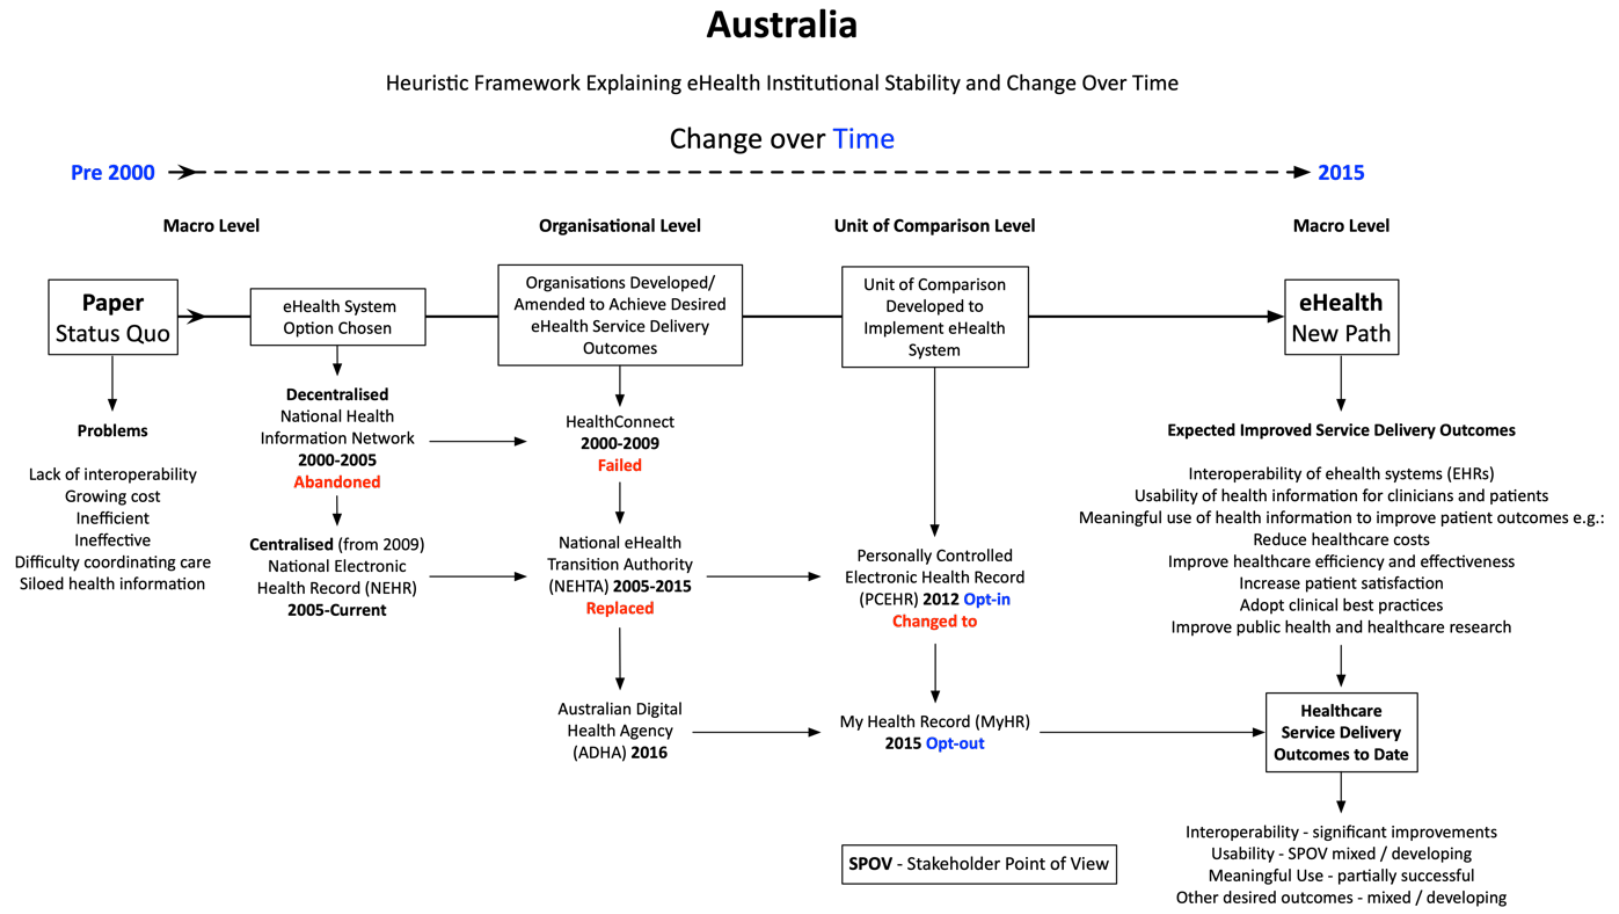 Australia
Heuristic Framework Explaining eHealth Institutional Stability and Change Over Time
Change over Time
Pre 2000
2015
Macro Level
Organisational Level
Unit of Comparison Level
Macro Level
Paper
Status Quo
eHealth System
Option Chosen
Organisations Developed/
Amended to Achieve Desired
eHealth Service Delivery
Outcomes
Unit of Comparison
Developed to
Implement eHealth
System
eHealth
New Path
Problems
Lack of interoperability
Growing cost
Inefficient
Ineffective
Difficulty coordinating care
Siloed health information
Decentralised
National Health
Information Network
2000-2005
Abandoned
Centralised (from 2009)
National Electronic
Health Record (NEHR)
2005-Current
HealthConnect
2000-2009
Failed
National eHealth
Transition Authority
(NEHTA) 2005-2015
Replaced
Australian Digital
Health Agency
(ADHA) 2016
Personally Controlled
Electronic Health Record
(PCEHR) 2012 Opt-in
Changed to
My Health Record (MyHR)
2015 Opt-out
Expected Improved Service Delivery Outcomes
Interoperability of ehealth systems (EHRs)
Usability of health information for clinicians and patients
Meaningful use of health information to improve patient outcomes e.g.:
Reduce healthcare costs
Improve healthcare efficiency and effectiveness
Increase patient satisfaction
Adopt clinical best practices
Improve public health and healthcare research
Healthcare
Service Delivery
Outcomes to Date
Interoperability - significant improvements
Usability - SPOV mixed / developing
Meaningful Use - partially successful
Other desired outcomes - mixed / developing
SPOV - Stakeholder Point of View